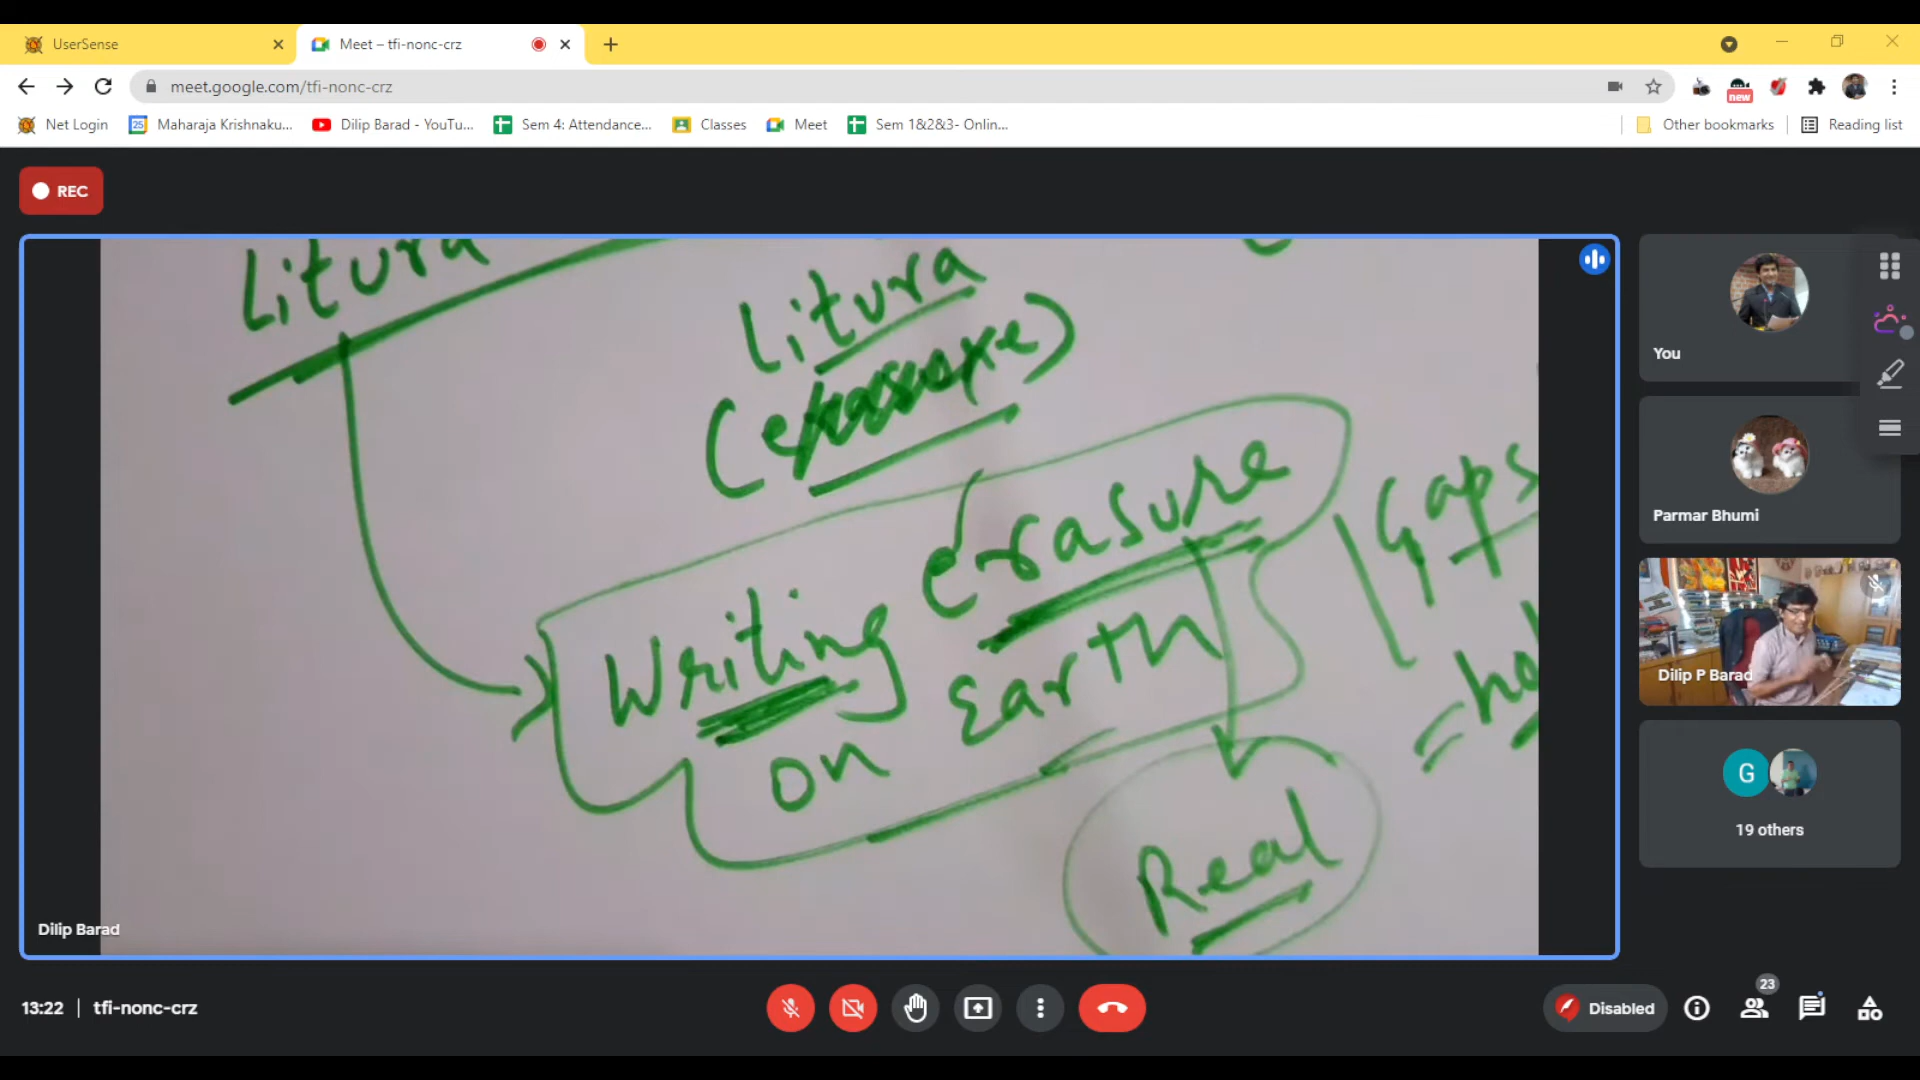 UserSense
Meet – tfi-nonc-crz
meet.google.com/tfi-nonc-crz
new
Net Login
25
Maharaja Krishnaku...
Dilip Barad - YouTu...
Sem 4: Attendance...
Classes
Meet
Sem 1&2&3- Onlin...
Other bookmarks
Reading list
REC
Litura
Litura
(erasure)
erasure
Writing
on Earth
Gaps
Real
Dilip Barad
You
Parmar Bhumi
Dilip P Barad
G
19 others
13:22 | tfi-nonc-crz
Disabled
23